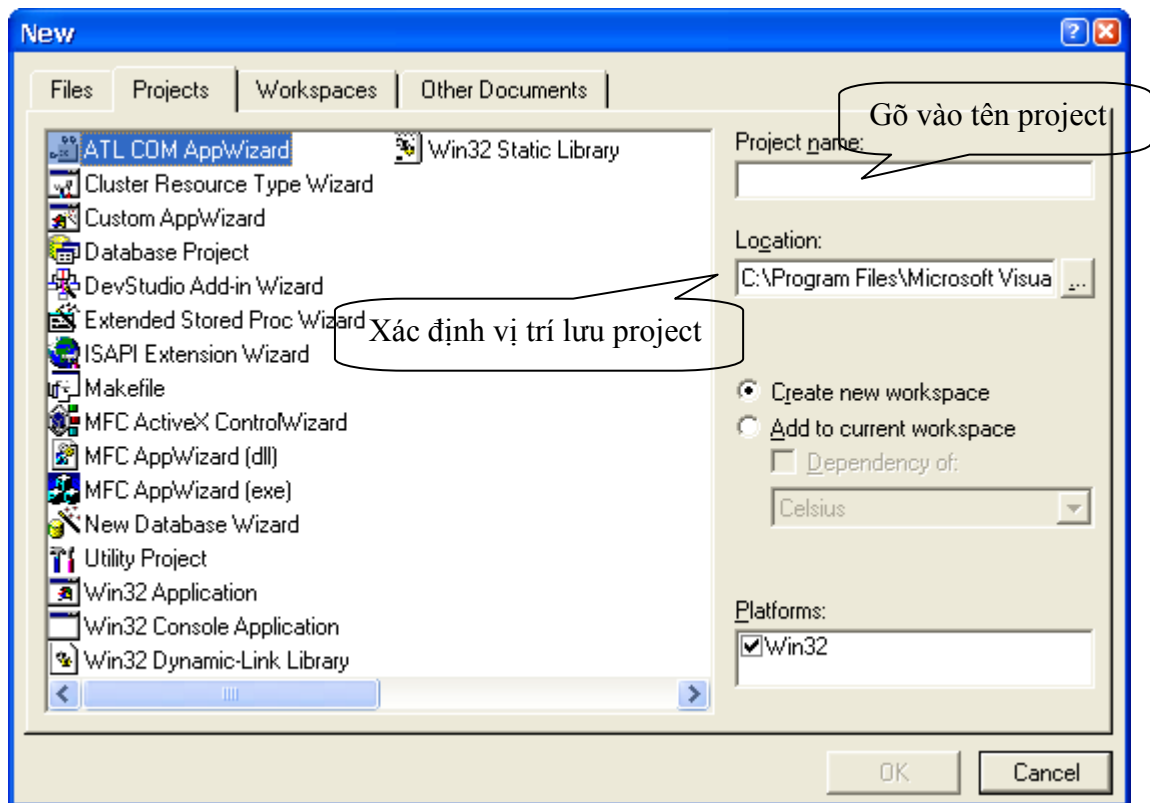 New
Files
Projects
Workspaces
Other Documents
Gõ vào tên project
ATL COM AppWizard
Cluster Resource Type Wizard
Custom AppWizard
Database Project
DevStudio Add-in Wizard
Extended Stored Proc Wizard
ISAPI Extension Wizard
Makefile
MFC ActiveX ControlWizard
MFC AppWizard (dll)
MFC AppWizard (exe)
New Database Wizard
Utility Project
Win32 Application
Win32 Console Application
Win32 Dynamic-Link Library
Win32 Static Library
Project name:
Location:
C:\Program Files\Microsoft Visua
...
Xác định vị trí lưu project
Create new workspace
Add to current workspace
Dependency of:
Celsius
Platforms:
Win32
OK
Cancel